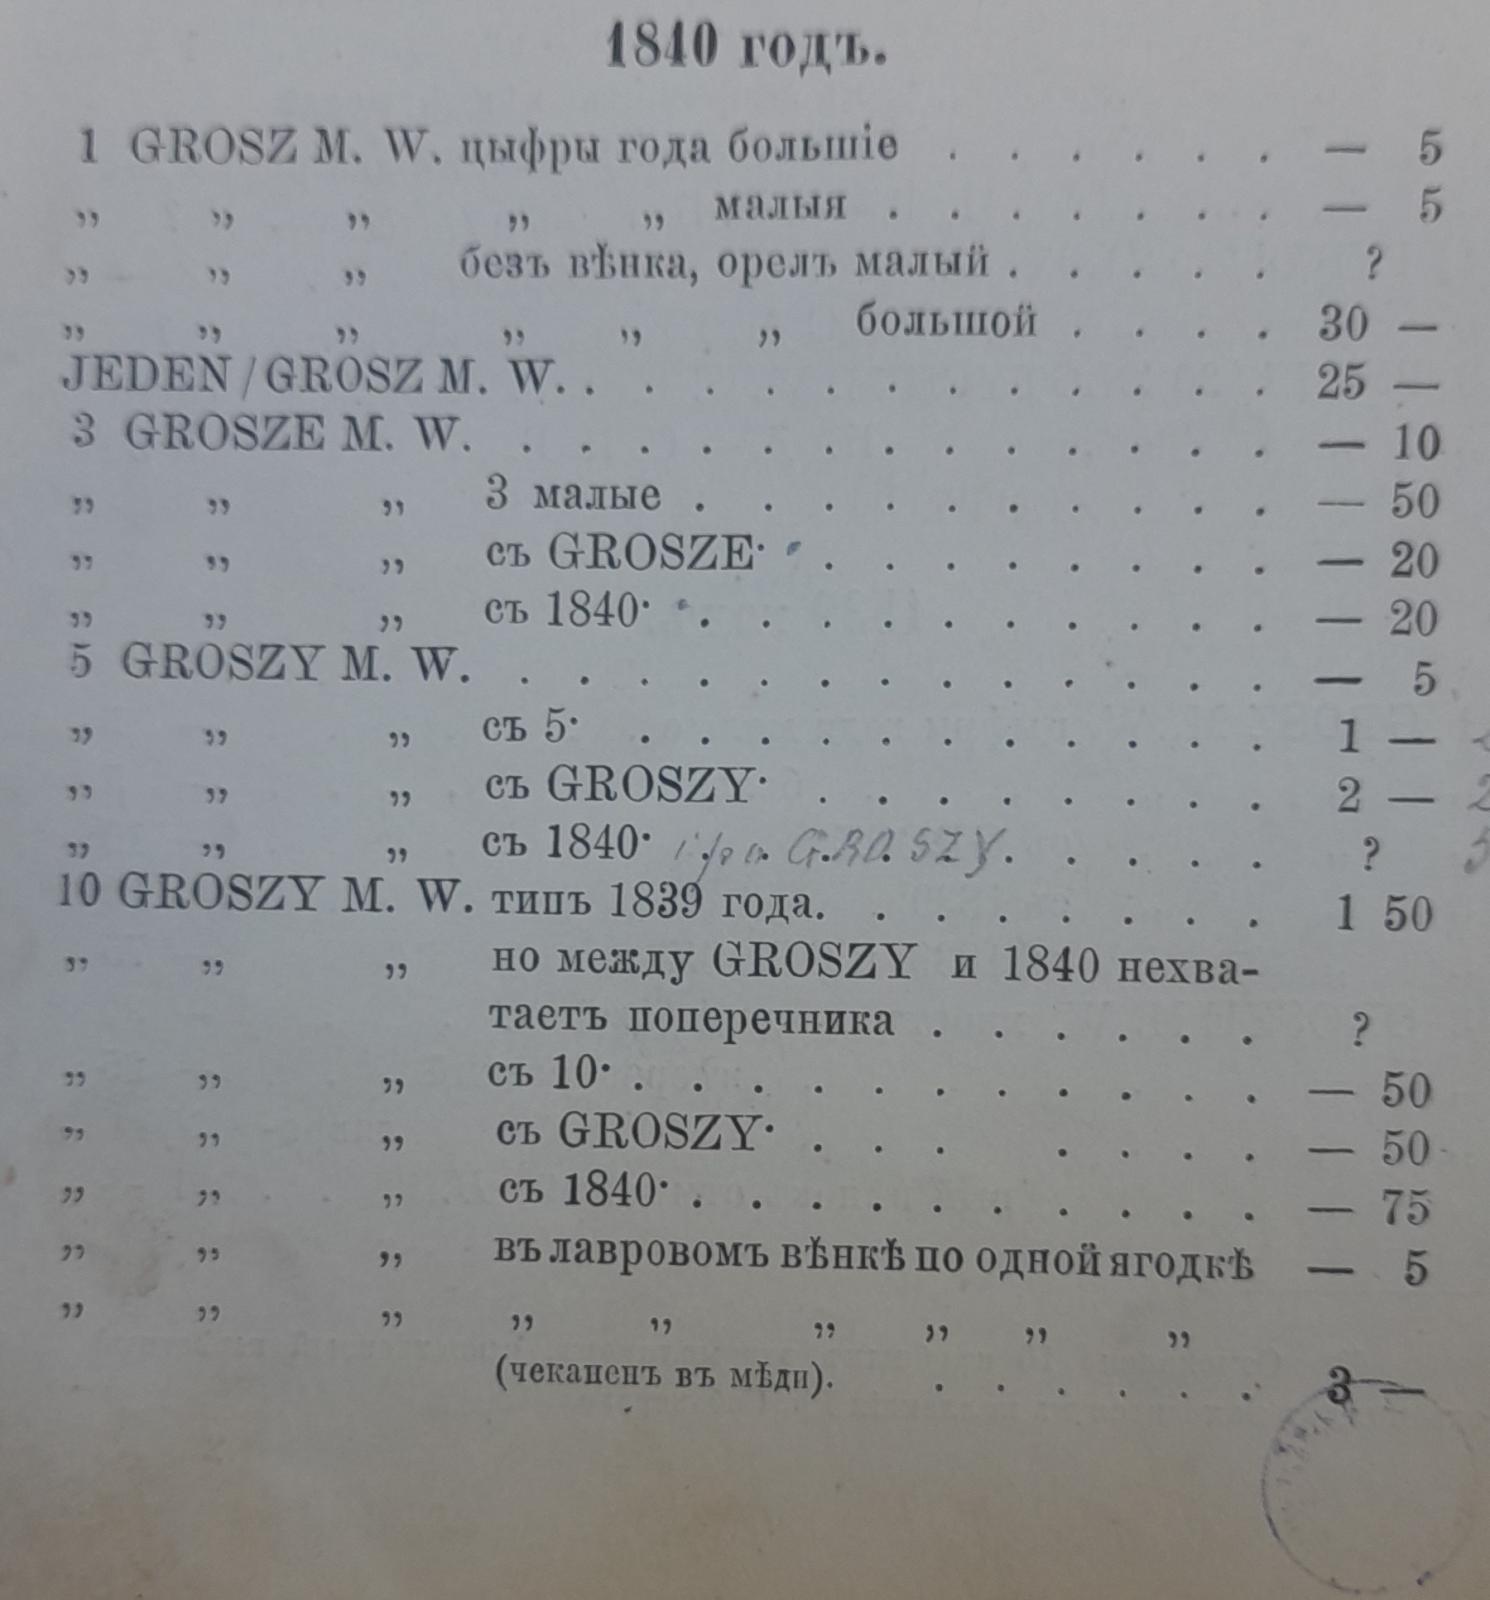 1840 годъ.
1 GROSZ M. W. цыфры года большіе . . . . . . — 5
„ „ „ „ „ малыя . . . . . . . — 5
„ „ „ безъ вѣнка, орелъ малый . . . . . ?
„ „ „ „ „ „ большой . . . . 30 —
JEDEN / GROSZ M. W. . . . . . . . . . . . . 25 —
3 GROSZE M. W. . . . . . . . . . . . . . — 10
„ „ „ 3 малые . . . . . . . . . . — 50
„ „ „ съ GROSZE· . . . . . . . . — 20
„ „ „ съ 1840· . . . . . . . . . . — 20
5 GROSZY M. W. . . . . . . . . . . . . . — 5
„ „ „ съ 5· . . . . . . . . . . . 1 —
„ „ „ съ GROSZY· . . . . . . . . 2 — 2
„ „ „ съ 1840· GRO. SZY . . . . . ? 5
10 GROSZY M. W. типъ 1839 года. . . . . . . . 1 50
„ „ „ но между GROSZY и 1840 нехва-
таетъ поперечника . . . . . . ?
„ „ „ съ 10· . . . . . . . . . . . — 50
„ „ „ съ GROSZY· . . . . . . . — 50
„ „ „ съ 1840· . . . . . . . . . . — 75
„ „ „ въ лавровомъ вѣнкѣ по одной ягодкѣ — 5
„ „ „ „ „ „ „ „ „
(чеканенъ въ мѣди). . . . . . . 3 —